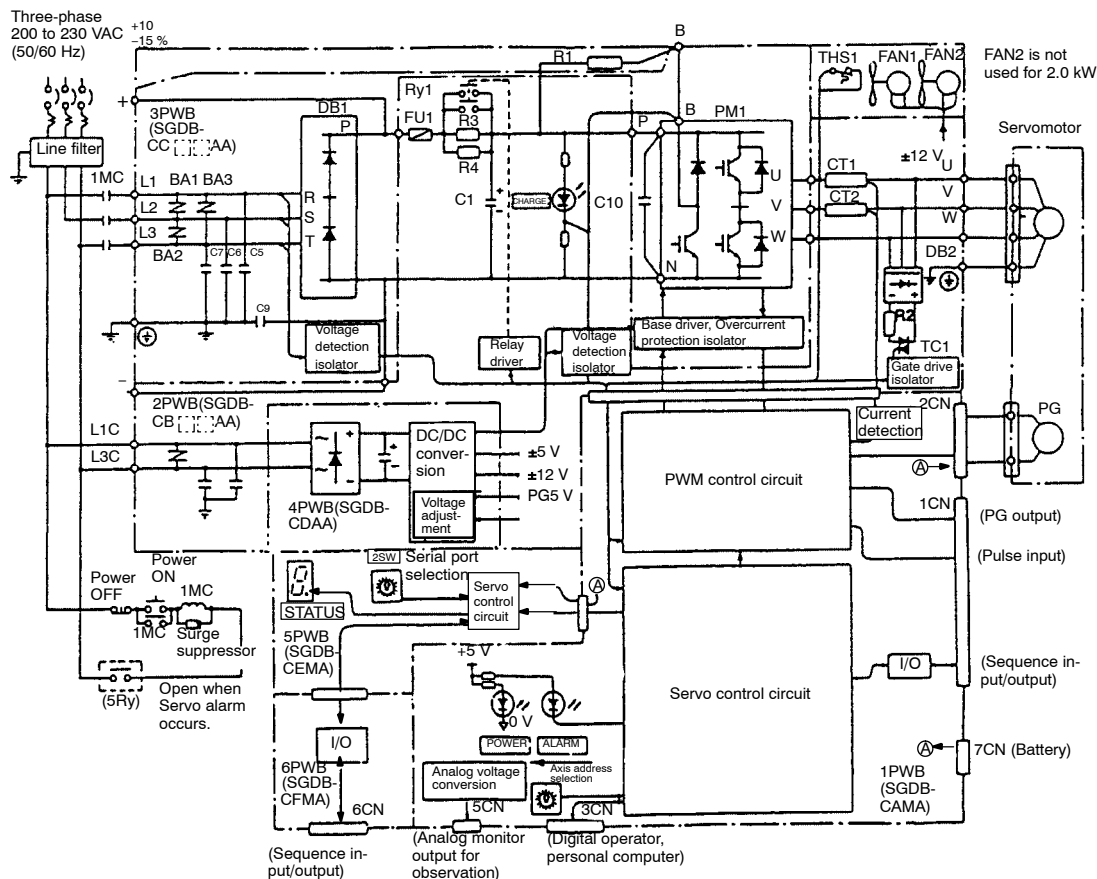 Three-phase
200 to 230 VAC
(50/60 Hz)
+10
−15 %
B
R1
THS1
FAN1
FAN2
FAN2 is not
used for 2.0 kW
+
3PWB
(SGDB-
CC AA)
DB1
P
Ry1
FU1
R3
R4
P
B
PM1
Servomotor
Line filter
±12 V
U
V
W
1MC
L1
BA1 BA3
L2
L3
BA2
C7 C6 C5
R
S
T
C1
+
−
CHARGE
C10
N
U
V
W
CT1
CT2
DB2
−
+
R2
TC1
C9
Voltage
detection
isolator
Relay
driver
Voltage
detection
isolator
Base driver, Overcurrent
protection isolator
Gate drive
isolator
−
2PWB(SGDB-
CB AA)
L1C
L3C
~
~
+
−
+
−
DC/DC
conver-
sion
Voltage
adjust-
ment
±5 V
±12 V
PG5 V
4PWB(SGDB-
CDAA)
PWM control circuit
Current
detection
2CN
PG
A
1CN
(PG output)
(Pulse input)
Power
ON
Power
OFF
1MC
1MC
Surge
suppressor
(5Ry)
Open when
Servo alarm
occurs.
2SW
Serial port
selection
STATUS
Servo
control
circuit
A
5PWB
(SGDB-
CEMA)
+5 V
0 V
POWER
ALARM
Servo control circuit
I/O
(Sequence in-
put/output)
I/O
6PWB
(SGDB-
CFMA)
6CN
(Sequence in-
put/output)
Analog voltage
conversion
Axis address
selection
5CN
(Analog monitor
output for
observation)
3CN
(Digital operator,
personal computer)
A
7CN (Battery)
1PWB
(SGDB-
CAMA)